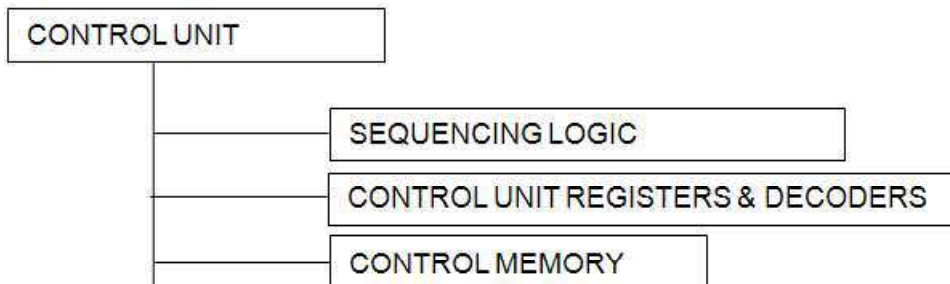 CONTROL UNIT
SEQUENCING LOGIC
CONTROL UNIT REGISTERS & DECODERS
CONTROL MEMORY